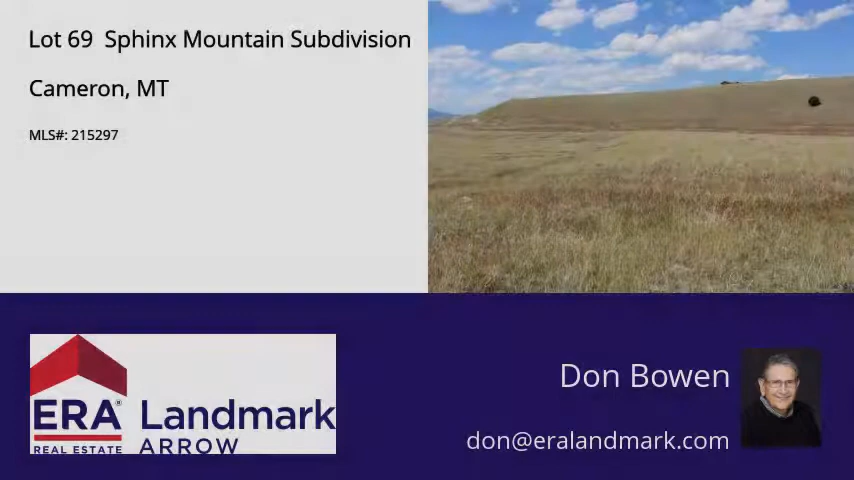 Lot 69 Sphinx Mountain Subdivision
Cameron, MT
MLS#: 215297
ERA® Landmark
REAL ESTATE ARROW
Don Bowen
don@eralandmark.com